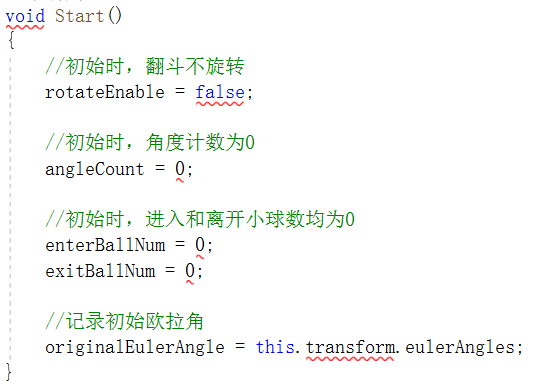 void Start()
{
//初始时，翻斗不旋转
rotateEnable = false;
//初始时，角度计数为0
angleCount = 0;
//初始时，进入和离开小球数均为0
enterBallNum = 0;
exitBallNum = 0;
//记录初始欧拉角
originalEulerAngle = this.transform.eulerAngles;
}